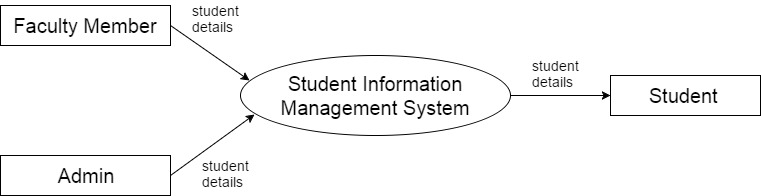 Faculty Member
student
details
Student Information
Management System
student
details
Student
Admin
student
details